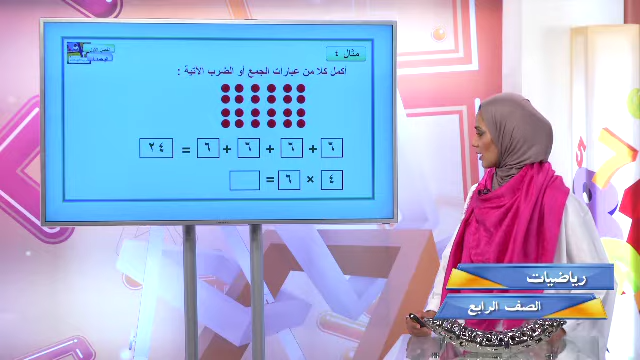 مثال ٤
اكمل كلا من عبارات الجمع أو الضرب الآتية :
٦ + ٦ + ٦ + ٦ = ٢٤
٤ × ٦ =
رياضيات
الصف الرابع